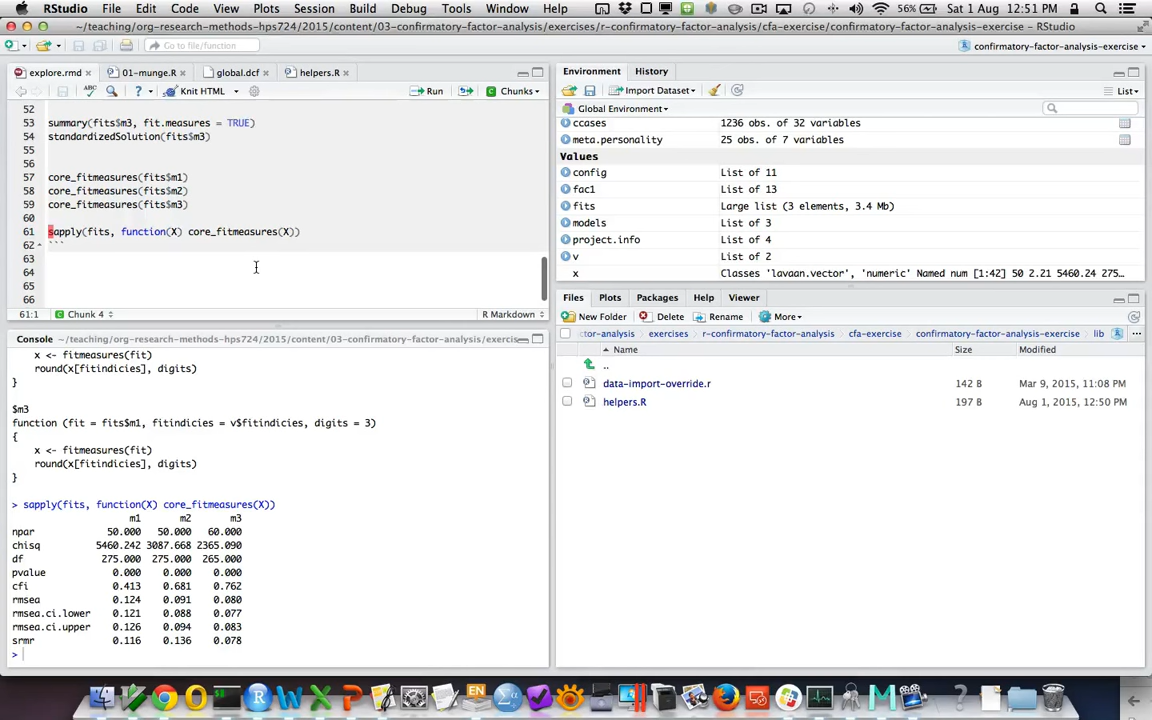 RStudio File Edit Code View Plots Session Build Debug Tools Window Help 56% Sat 1 Aug 12:51 PM
~/teaching/org-research-methods-hps724/2015/content/03-confirmatory-factor-analysis/exercises/r-confirmatory-factor-analysis/cfa-exercise/confirmatory-factor-analysis-exercise - RStudio
Go to file/function confirmatory-factor-analysis-exercise
explore.rmd 01-munge.R global.dcf helpers.R
ABC Knit HTML Run Chunks
52
53 summary(fits$m3, fit.measures = TRUE)
54 standardizedSolution(fits$m3)
55
56
57 core_fitmeasures(fits$m1)
58 core_fitmeasures(fits$m2)
59 core_fitmeasures(fits$m3)
60
61 sapply(fits, function(X) core_fitmeasures(X))
62 ```
63
64
65
66
61:1 Chunk 4 R Markdown
Console ~/teaching/org-research-methods-hps724/2015/content/03-confirmatory-factor-analysis/exercis
x <- fitmeasures(fit)
round(x[fitindicies], digits)
}
$m3
function (fit = fits$m1, fitindicies = v$fitindicies, digits = 3)
{
x <- fitmeasures(fit)
round(x[fitindicies], digits)
}
> sapply(fits, function(X) core_fitmeasures(X))
m1 m2 m3
npar 50.000 50.000 60.000
chisq 5460.242 3087.668 2365.090
df 275.000 275.000 265.000
pvalue 0.000 0.000 0.000
cfi 0.413 0.681 0.762
rmsea 0.124 0.091 0.080
rmsea.ci.lower 0.121 0.088 0.077
rmsea.ci.upper 0.126 0.094 0.083
srmr 0.116 0.136 0.078
>
Environment History
Import Dataset List
Global Environment
ccases 1236 obs. of 32 variables
meta.personality 25 obs. of 7 variables
Values
config List of 11
fac1 List of 13
fits Large list (3 elements, 3.4 Mb)
models List of 3
project.info List of 4
v List of 2
x Classes 'lavaan.vector', 'numeric' Named num [1:42] 50 2.21 5460.24 275…
Files Plots Packages Help Viewer
New Folder Delete Rename More
ctor-analysis exercises r-confirmatory-factor-analysis cfa-exercise confirmatory-factor-analysis-exercise lib ...
Name Size Modified
..
data-import-override.r 142 B Mar 9, 2015, 11:08 PM
helpers.R 197 B Aug 1, 2015, 12:50 PM